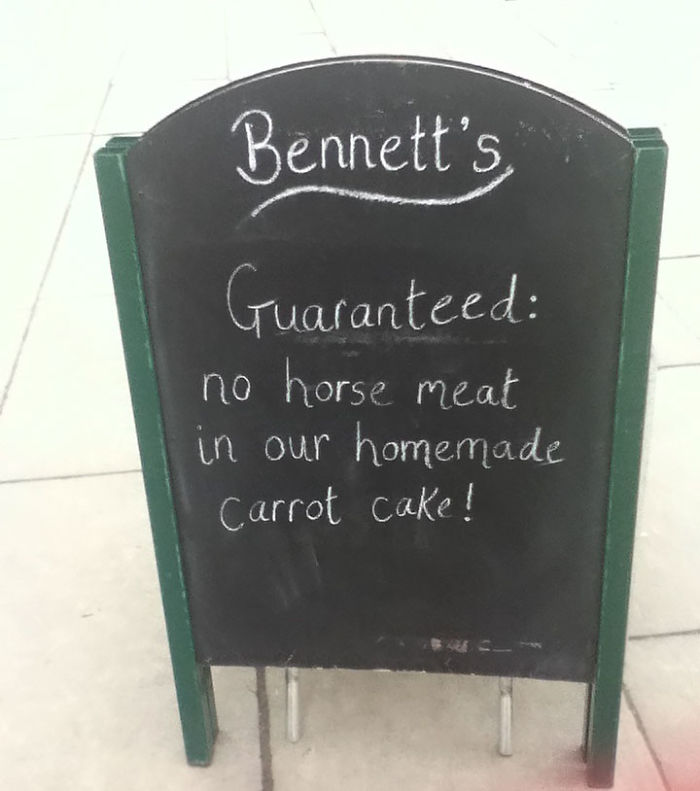 Bennett's
Guaranteed:
no horse meat
in our homemade
carrot cake!